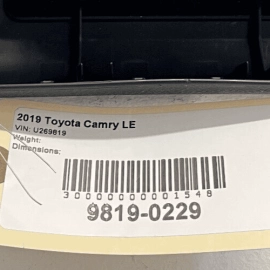 2019 Toyota Camry LE
VIN: U269819
Weight:
Dimensions:
3000000001548
9819-0229